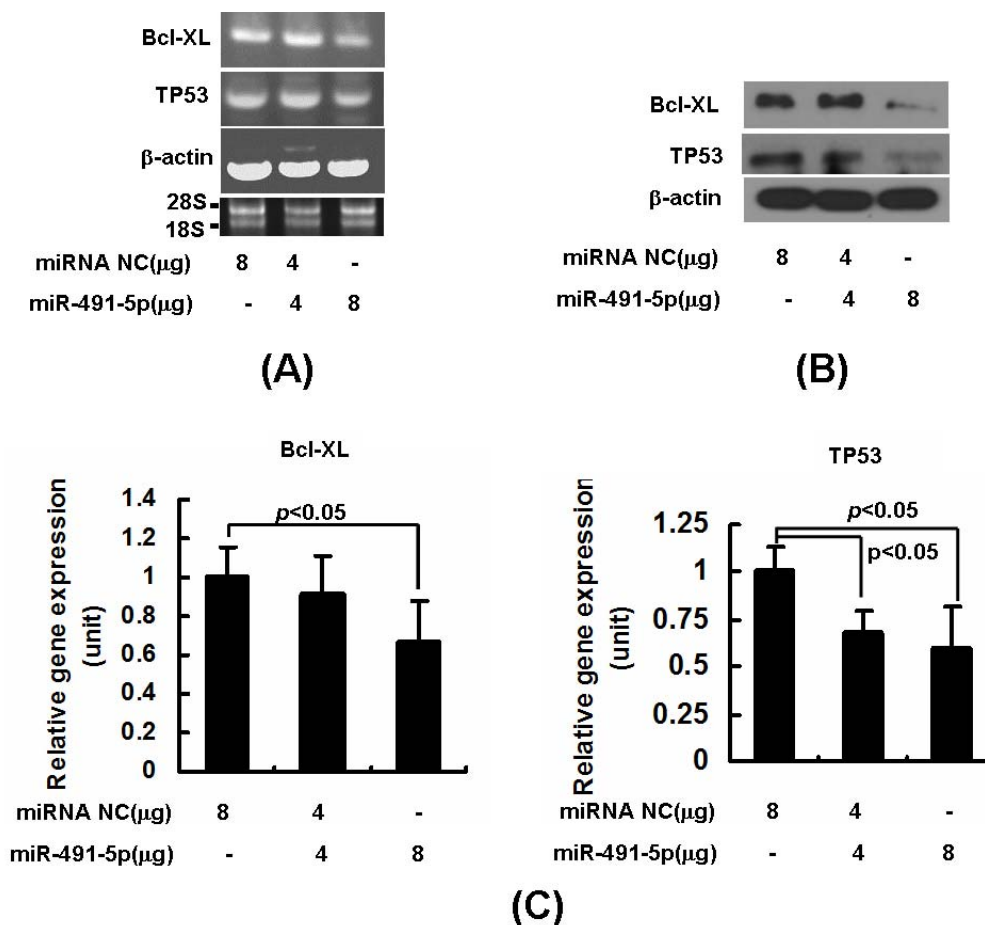 Bcl-XL
TP53
β-actin
28S
18S
miRNA NC(μg) 8 4 -
miR-491-5p(μg) - 4 8
(A)
Bcl-XL
TP53
β-actin
miRNA NC(μg) 8 4 -
miR-491-5p(μg) - 4 8
(B)
Bcl-XL
Relative gene expression
(unit)
1.4
1.2
1
0.8
0.6
0.4
0.2
0
p<0.05
miRNA NC(μg) 8 4 -
miR-491-5p(μg) - 4 8
TP53
Relative gene expression
(unit)
1.25
1
0.75
0.5
0.25
0
p<0.05
p<0.05
miRNA NC(μg) 8 4 -
miR-491-5p(μg) - 4 8
(C)